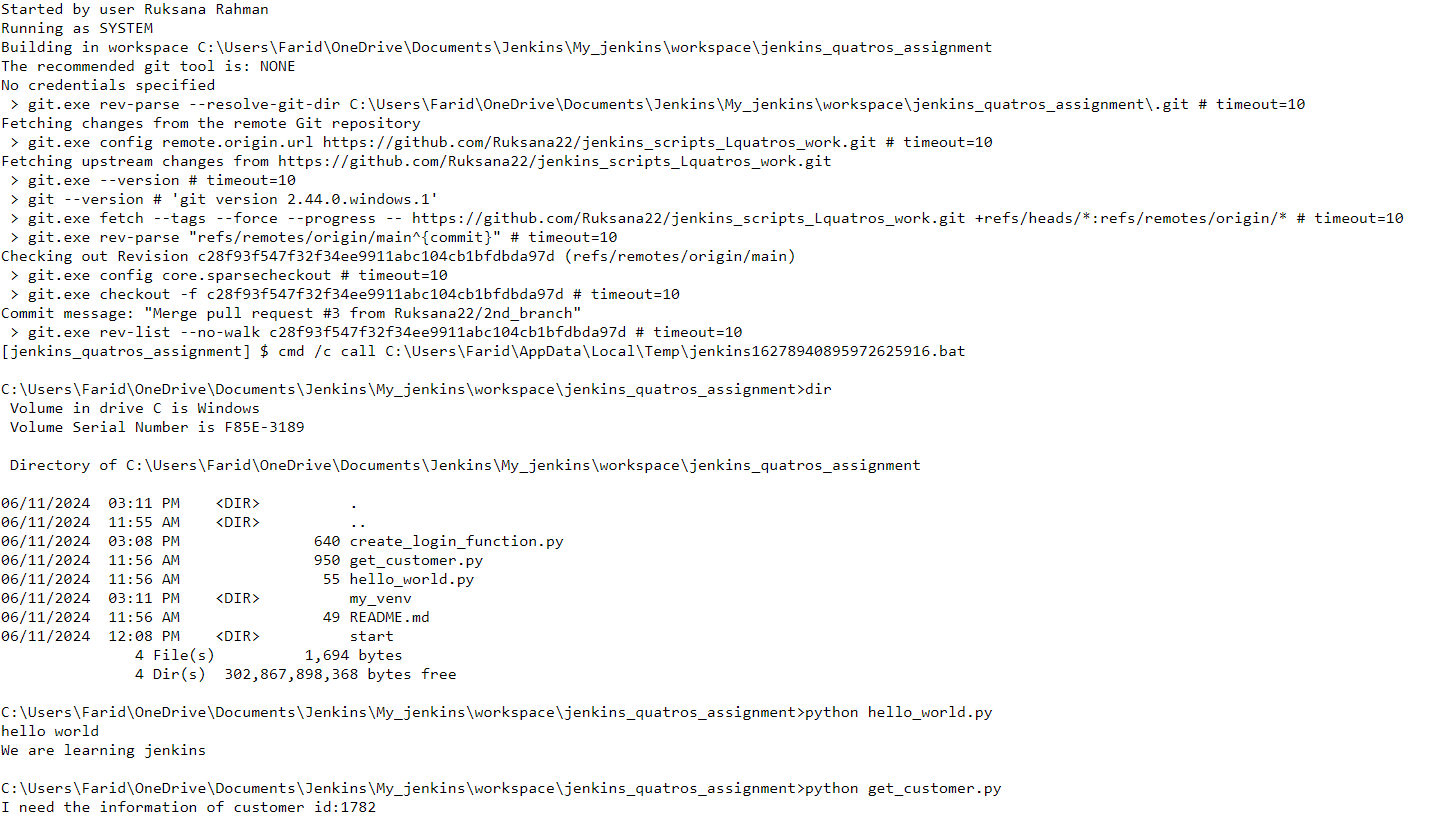 Started by user Ruksana Rahman
Running as SYSTEM
Building in workspace C:\Users\Farid\OneDrive\Documents\Jenkins\My_jenkins\workspace\jenkins_quatros_assignment
The recommended git tool is: NONE
No credentials specified
 > git.exe rev-parse --resolve-git-dir C:\Users\Farid\OneDrive\Documents\Jenkins\My_jenkins\workspace\jenkins_quatros_assignment\.git # timeout=10
Fetching changes from the remote Git repository
 > git.exe config remote.origin.url https://github.com/Ruksana22/jenkins_scripts_Lquatros_work.git # timeout=10
Fetching upstream changes from https://github.com/Ruksana22/jenkins_scripts_Lquatros_work.git
 > git.exe --version # timeout=10
 > git --version # 'git version 2.44.0.windows.1'
 > git.exe fetch --tags --force --progress -- https://github.com/Ruksana22/jenkins_scripts_Lquatros_work.git +refs/heads/*:refs/remotes/origin/* # timeout=10
 > git.exe rev-parse "refs/remotes/origin/main^{commit}" # timeout=10
Checking out Revision c28f93f547f32f34ee9911abc104cb1bfdbda97d (refs/remotes/origin/main)
 > git.exe config core.sparsecheckout # timeout=10
 > git.exe checkout -f c28f93f547f32f34ee9911abc104cb1bfdbda97d # timeout=10
Commit message: "Merge pull request #3 from Ruksana22/2nd_branch"
 > git.exe rev-list --no-walk c28f93f547f32f34ee9911abc104cb1bfdbda97d # timeout=10
[jenkins_quatros_assignment] $ cmd /c call C:\Users\Farid\AppData\Local\Temp\jenkins16278940895972625916.bat

C:\Users\Farid\OneDrive\Documents\Jenkins\My_jenkins\workspace\jenkins_quatros_assignment>dir
 Volume in drive C is Windows
 Volume Serial Number is F85E-3189

 Directory of C:\Users\Farid\OneDrive\Documents\Jenkins\My_jenkins\workspace\jenkins_quatros_assignment

06/11/2024  03:11 PM    <DIR>          .
06/11/2024  11:55 AM    <DIR>          ..
06/11/2024  03:08 PM               640 create_login_function.py
06/11/2024  11:56 AM               950 get_customer.py
06/11/2024  11:56 AM                55 hello_world.py
06/11/2024  03:11 PM    <DIR>          my_venv
06/11/2024  11:56 AM                49 README.md
06/11/2024  12:08 PM    <DIR>          start
               4 File(s)          1,694 bytes
               4 Dir(s)  302,867,898,368 bytes free

C:\Users\Farid\OneDrive\Documents\Jenkins\My_jenkins\workspace\jenkins_quatros_assignment>python hello_world.py
hello world
We are learning jenkins

C:\Users\Farid\OneDrive\Documents\Jenkins\My_jenkins\workspace\jenkins_quatros_assignment>python get_customer.py
I need the information of customer id:1782